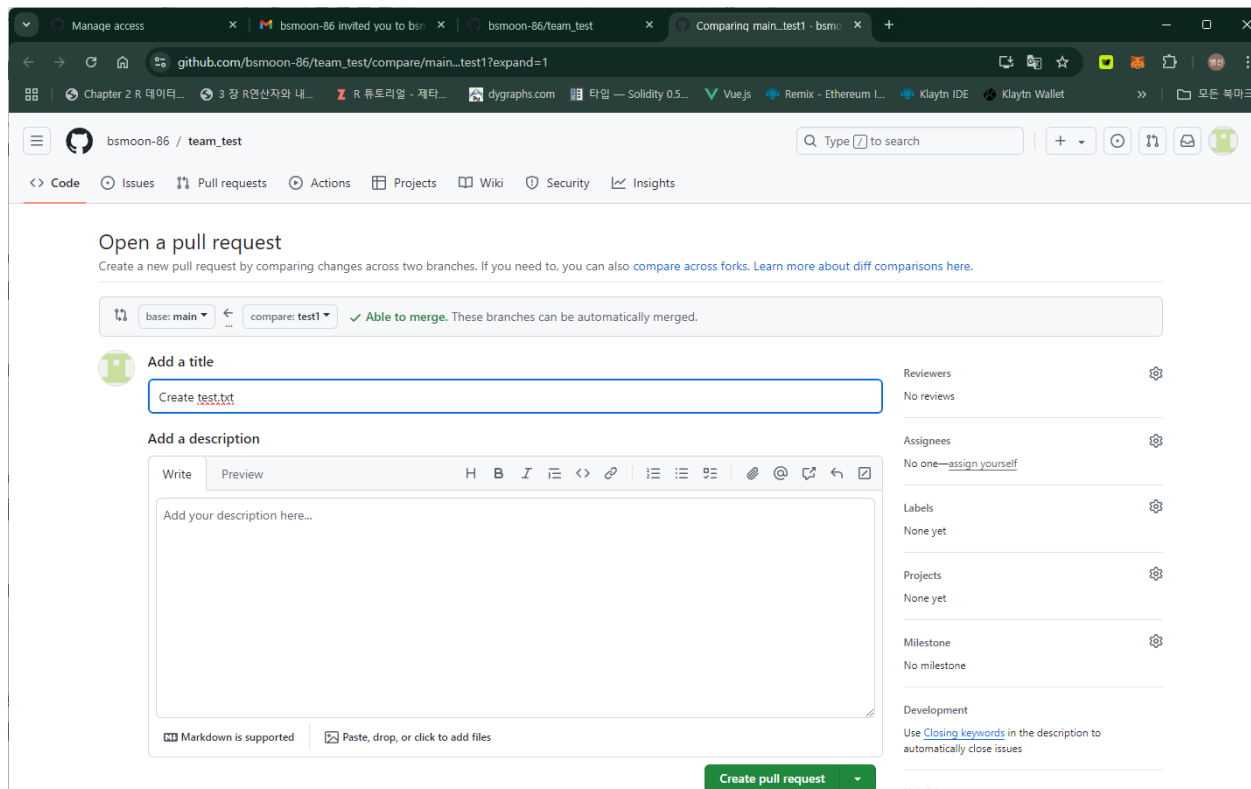 Manage access
bsmoon-86 invited you to bsn
bsmoon-86/team_test
Comparing main...test1 · bsmo
github.com/bsmoon-86/team_test/compare/main...test1?expand=1
Chapter 2 R 데이터...
3 장 R연산자와 내...
R 튜토리얼 - 제타...
dygraphs.com
타입 — Solidity 0.5...
Vue.js
Remix - Ethereum I...
Klaytn IDE
Klaytn Wallet
»
모든 북마크
bsmoon-86 / team_test
Type / to search
Code
Issues
Pull requests
Actions
Projects
Wiki
Security
Insights
Open a pull request
Create a new pull request by comparing changes across two branches. If you need to, you can also compare across forks. Learn more about diff comparisons here.
base: main
compare: test1
Able to merge. These branches can be automatically merged.
Add a title
Create test.txt
Add a description
Write
Preview
Add your description here...
Markdown is supported
Paste, drop, or click to add files
Create pull request
Reviewers
No reviews
Assignees
No one—assign yourself
Labels
None yet
Projects
None yet
Milestone
No milestone
Development
Use Closing keywords in the description to
automatically close issues